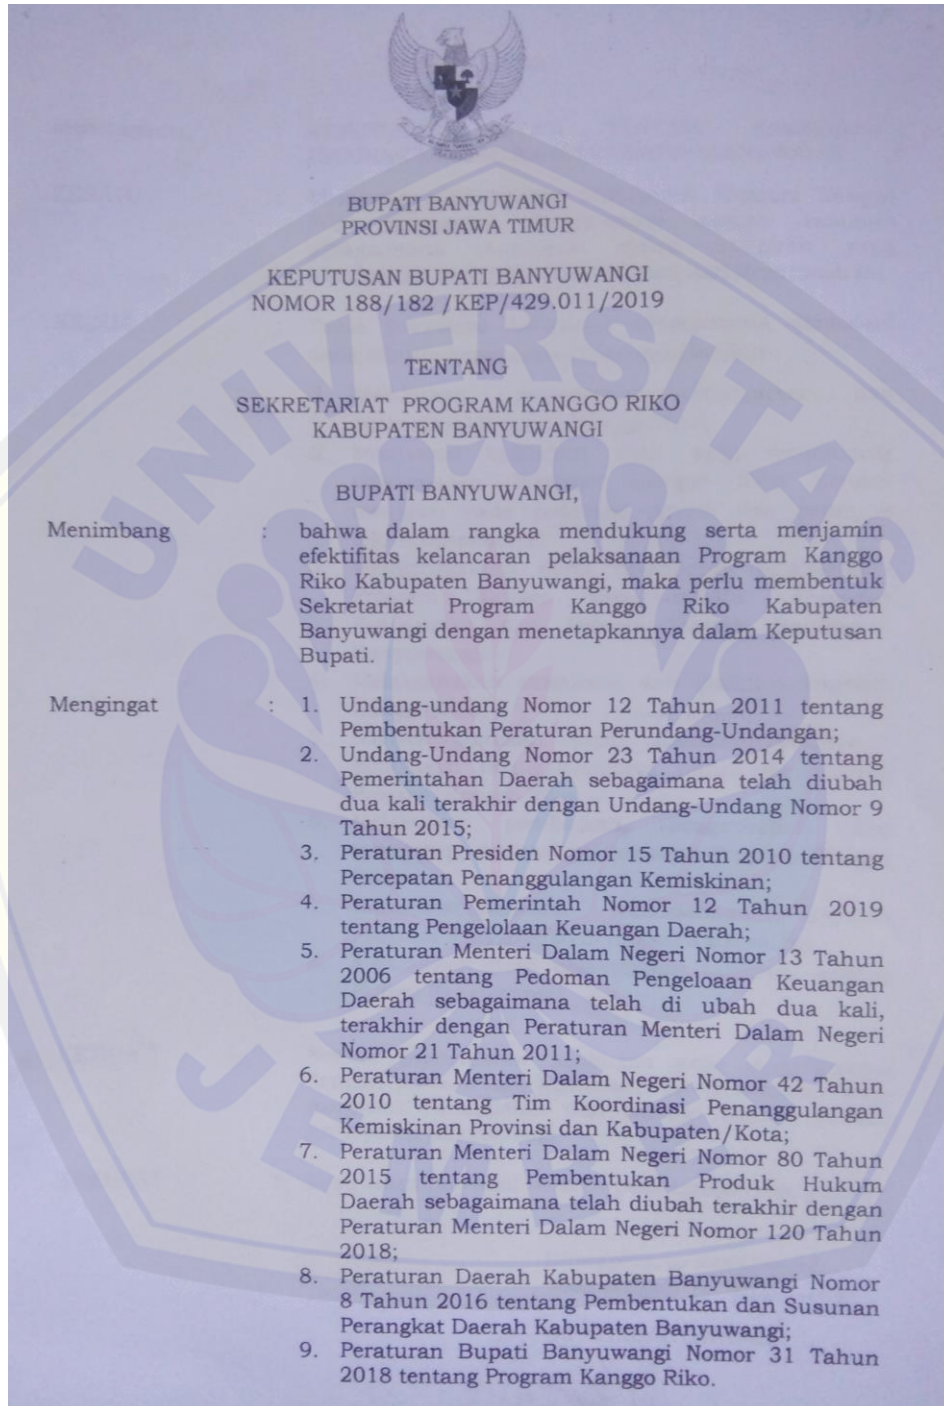 BUPATI BANYUWANGI
PROVINSI JAWA TIMUR
KEPUTUSAN BUPATI BANYUWANGI
NOMOR 188/182 /KEP/429.011/2019
TENTANG
SEKRETARIAT PROGRAM KANGGO RIKO
KABUPATEN BANYUWANGI
BUPATI BANYUWANGI,
Menimbang : bahwa dalam rangka mendukung serta menjamin
efektifitas kelancaran pelaksanaan Program Kanggo
Riko Kabupaten Banyuwangi, maka perlu membentuk
Sekretariat Program Kanggo Riko Kabupaten
Banyuwangi dengan menetapkannya dalam Keputusan
Bupati.
Mengingat : 1. Undang-undang Nomor 12 Tahun 2011 tentang
Pembentukan Peraturan Perundang-Undangan;
2. Undang-Undang Nomor 23 Tahun 2014 tentang
Pemerintahan Daerah sebagaimana telah diubah
dua kali terakhir dengan Undang-Undang Nomor 9
Tahun 2015;
3. Peraturan Presiden Nomor 15 Tahun 2010 tentang
Percepatan Penanggulangan Kemiskinan;
4. Peraturan Pemerintah Nomor 12 Tahun 2019
tentang Pengelolaan Keuangan Daerah;
5. Peraturan Menteri Dalam Negeri Nomor 13 Tahun
2006 tentang Pedoman Pengeloaan Keuangan
Daerah sebagaimana telah di ubah dua kali,
terakhir dengan Peraturan Menteri Dalam Negeri
Nomor 21 Tahun 2011;
6. Peraturan Menteri Dalam Negeri Nomor 42 Tahun
2010 tentang Tim Koordinasi Penanggulangan
Kemiskinan Provinsi dan Kabupaten/Kota;
7. Peraturan Menteri Dalam Negeri Nomor 80 Tahun
2015 tentang Pembentukan Produk Hukum
Daerah sebagaimana telah diubah terakhir dengan
Peraturan Menteri Dalam Negeri Nomor 120 Tahun
2018;
8. Peraturan Daerah Kabupaten Banyuwangi Nomor
8 Tahun 2016 tentang Pembentukan dan Susunan
Perangkat Daerah Kabupaten Banyuwangi;
9. Peraturan Bupati Banyuwangi Nomor 31 Tahun
2018 tentang Program Kanggo Riko.
UNIVERSITAS
JEMBER